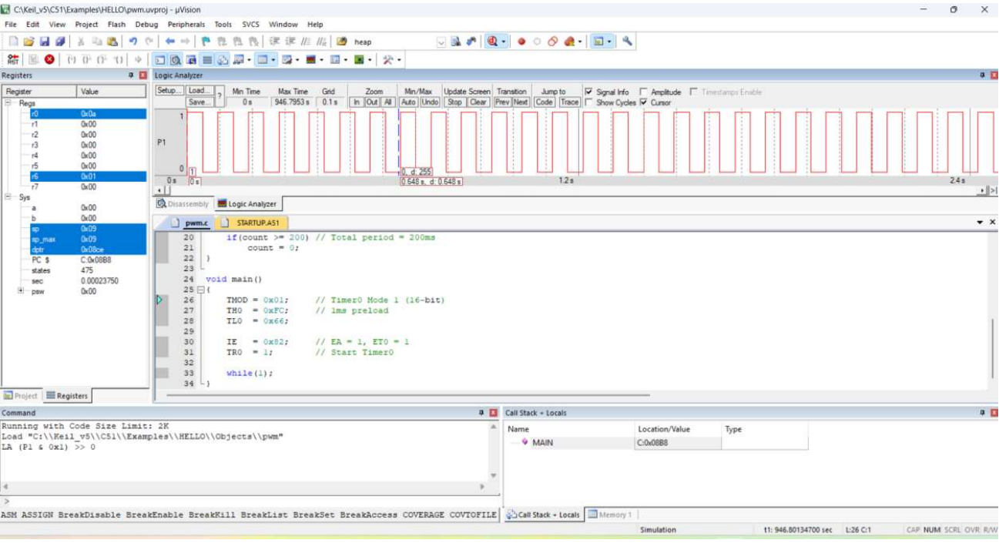 C:\Keil_v5\C51\Examples\HELLO\pwm.uvproj - µVision
File Edit View Project Flash Debug Peripherals Tools SVCS Window Help
heap
RST
Registers
Register Value
Regs
r0 0x0a
r1 0x00
r2 0x00
r3 0x00
r4 0x00
r5 0x00
r6 0x01
r7 0x00
Sys
a 0x00
b 0x00
sp 0x09
sp_max 0x09
dptr 0x08ce
PC $ C:0x08B8
states 475
sec 0.00023750
psw 0x00
Project Registers
Logic Analyzer
Setup... Load... ? Min Time Max Time Grid Zoom Min/Max Update Screen Transition Jump to Signal Info Amplitude Timestamps Enable
Save... 0 s 946.7953 s 0.1 s In Out All Auto Undo Stop Clear Prev Next Code Trace Show Cycles Cursor
1
P1
0 1 0, d: 255
0 s 0 s 0.648 s, d: 0.648 s 1.2 s 2.4 s
Disassembly Logic Analyzer
pwm.c STARTUP.A51
20 if(count >= 200) // Total period = 200ms
21 count = 0;
22 }
23
24 void main()
25 {
26 TMOD = 0x01; // Timer0 Mode 1 (16-bit)
27 TH0 = 0xFC; // 1ms preload
28 TL0 = 0x66;
29
30 IE = 0x82; // EA = 1, ET0 = 1
31 TR0 = 1; // Start Timer0
32
33 while(1);
34 }
Command
Running with Code Size Limit: 2K
Load "C:\\Keil_v5\\C51\\Examples\\HELLO\\Objects\\pwm"
LA (P1 & 0x1) >> 0
>
ASM ASSIGN BreakDisable BreakEnable BreakKill BreakList BreakSet BreakAccess COVERAGE COVTOFILE
Call Stack + Locals
Name Location/Value Type
MAIN C:0x08B8
Call Stack + Locals Memory 1
Simulation t1: 946.80134700 sec L:26 C:1 CAP NUM SCRL OVR R/W